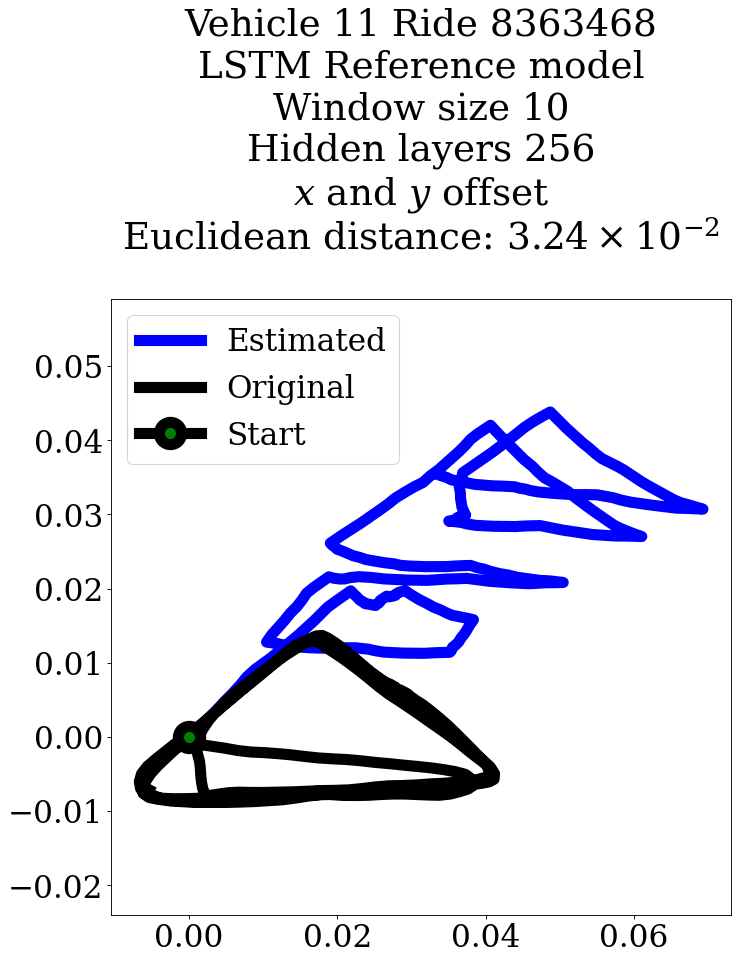 Vehicle 11 Ride 8363468
LSTM Reference model
Window size 10
Hidden layers 256
x and y offset
Euclidean distance: 3.24 × 10⁻²
Estimated
Original
Start
0.05
0.04
0.03
0.02
0.01
0.00
−0.01
−0.02
0.00 0.02 0.04 0.06